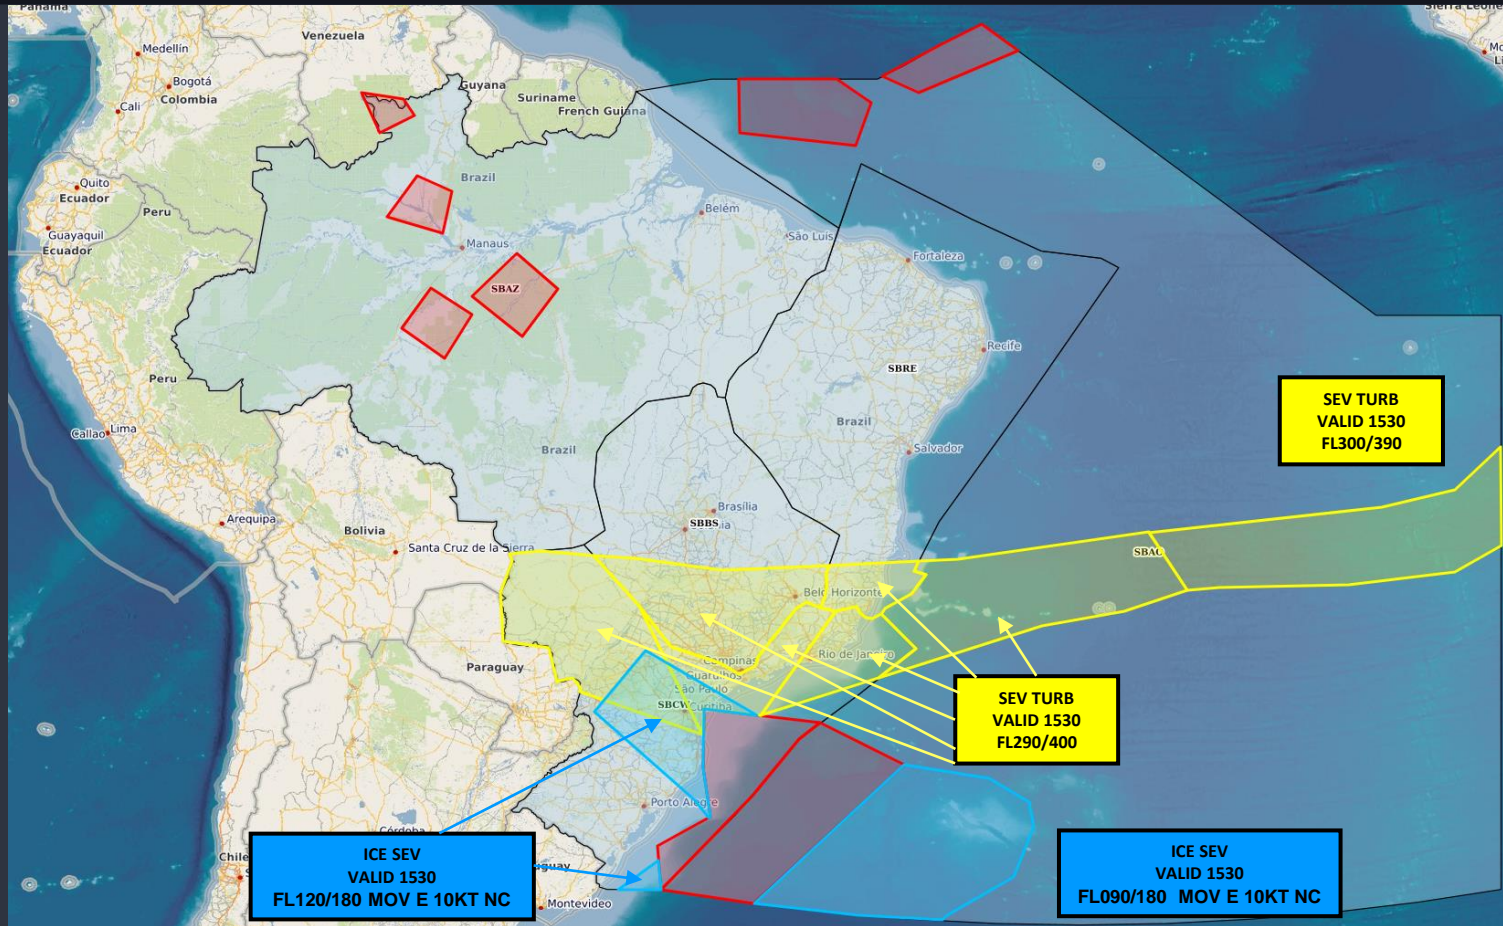 Panama
Sierra Leone
Medellín
Venezuela
Bogotá
Colombia
Guyana
Suriname
French Guiana
Cali
Quito
Ecuador
Brazil
Peru
Belém
Guayaquil
Ecuador
Manaus
São Luís
Fortaleza
SBAZ
Recife
Peru
SBRE
Callao
Lima
Brazil
Brazil
Salvador
SEV TURB
VALID 1530
FL300/390
Arequipa
Bolivia
Brasília
SBBS
Santa Cruz de la Sierra
SBAO
Belo Horizonte
Paraguay
Campinas
Rio de Janeiro
Guarulhos
São Paulo
SBCW
Curitiba
SEV TURB
VALID 1530
FL290/400
Porto Alegre
Córdoba
Chile
ICE SEV
VALID 1530
FL120/180 MOV E 10KT NC
guay
Montevideo
ICE SEV
VALID 1530
FL090/180 MOV E 10KT NC